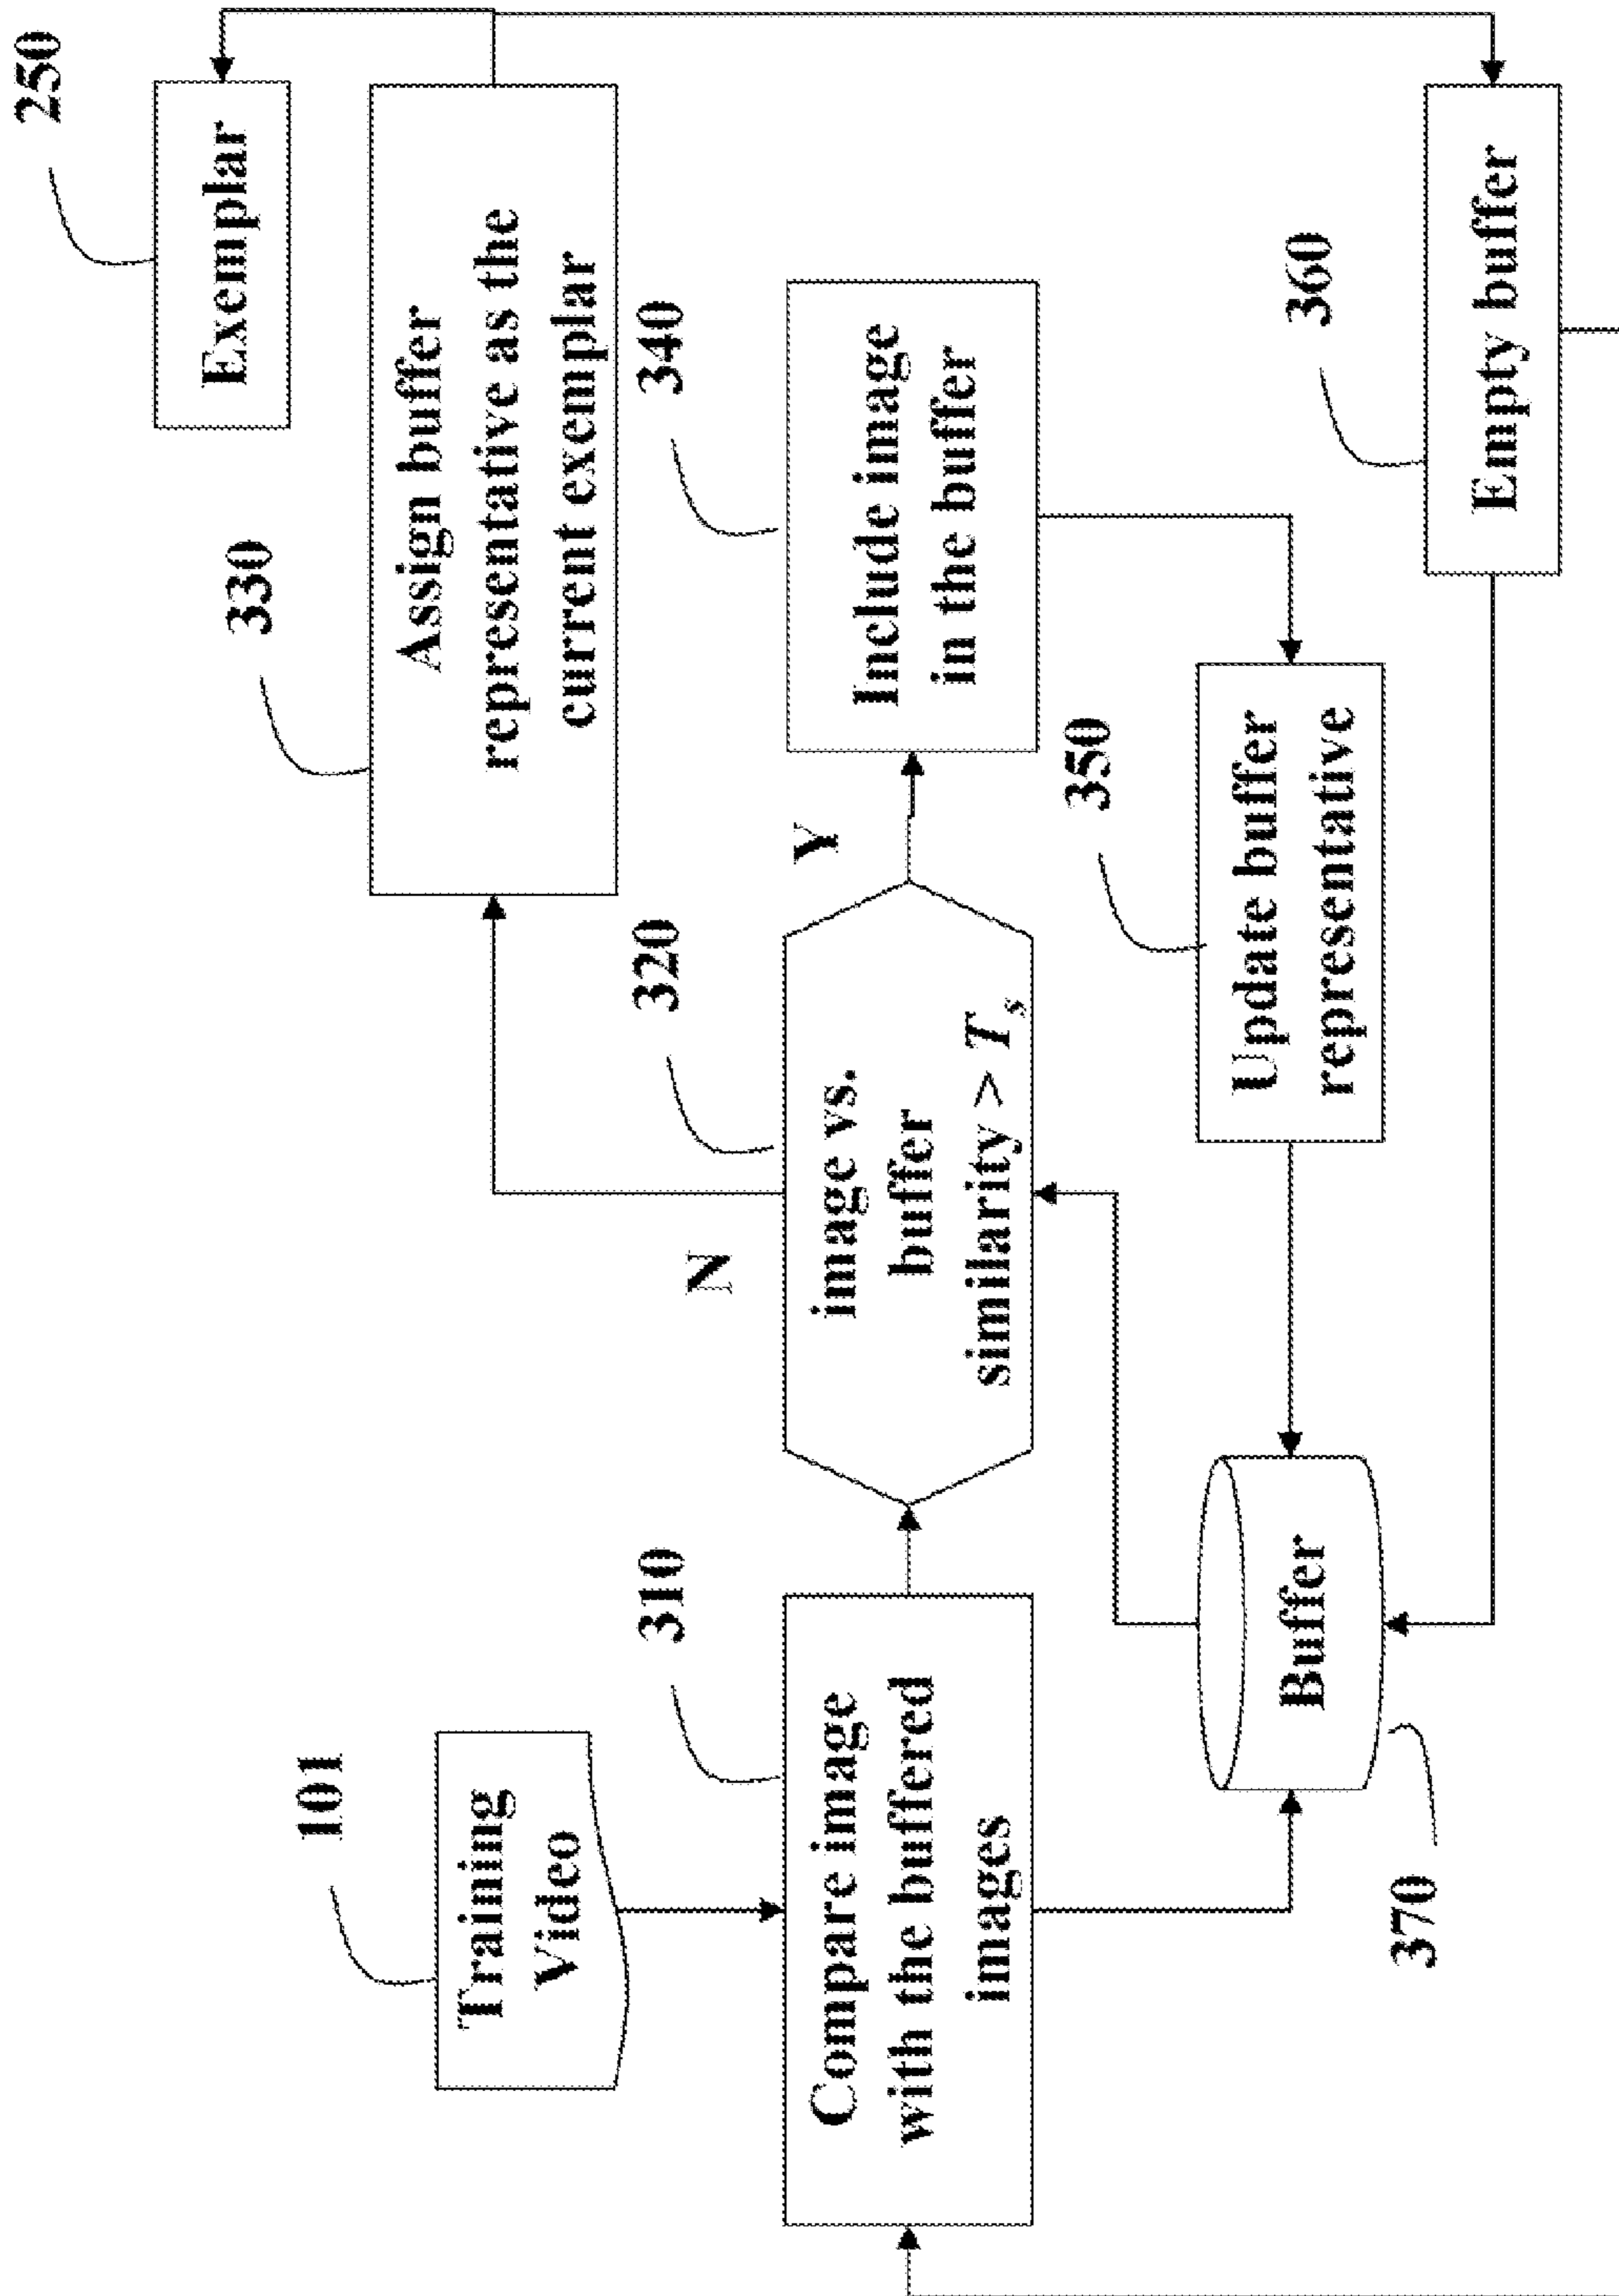 101
Training
Video
310
Compare image
with the buffered
images
320
image vs.
buffer
similarity > Ts
N
Y
330
Assign buffer
representative as the
current exemplar
250
Exemplar
340
Include image
in the buffer
350
Update buffer
representative
360
Empty buffer
370
Buffer